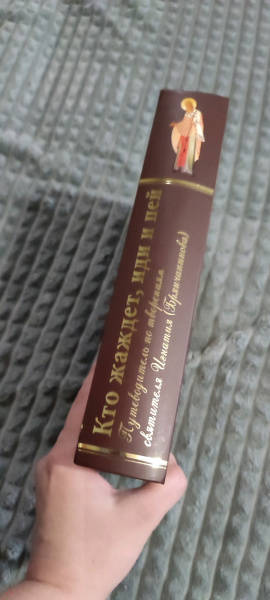 Кто жаждет, иди и пей
Путеводитель по творениям
святителя Игнатия (Брянчанинова)